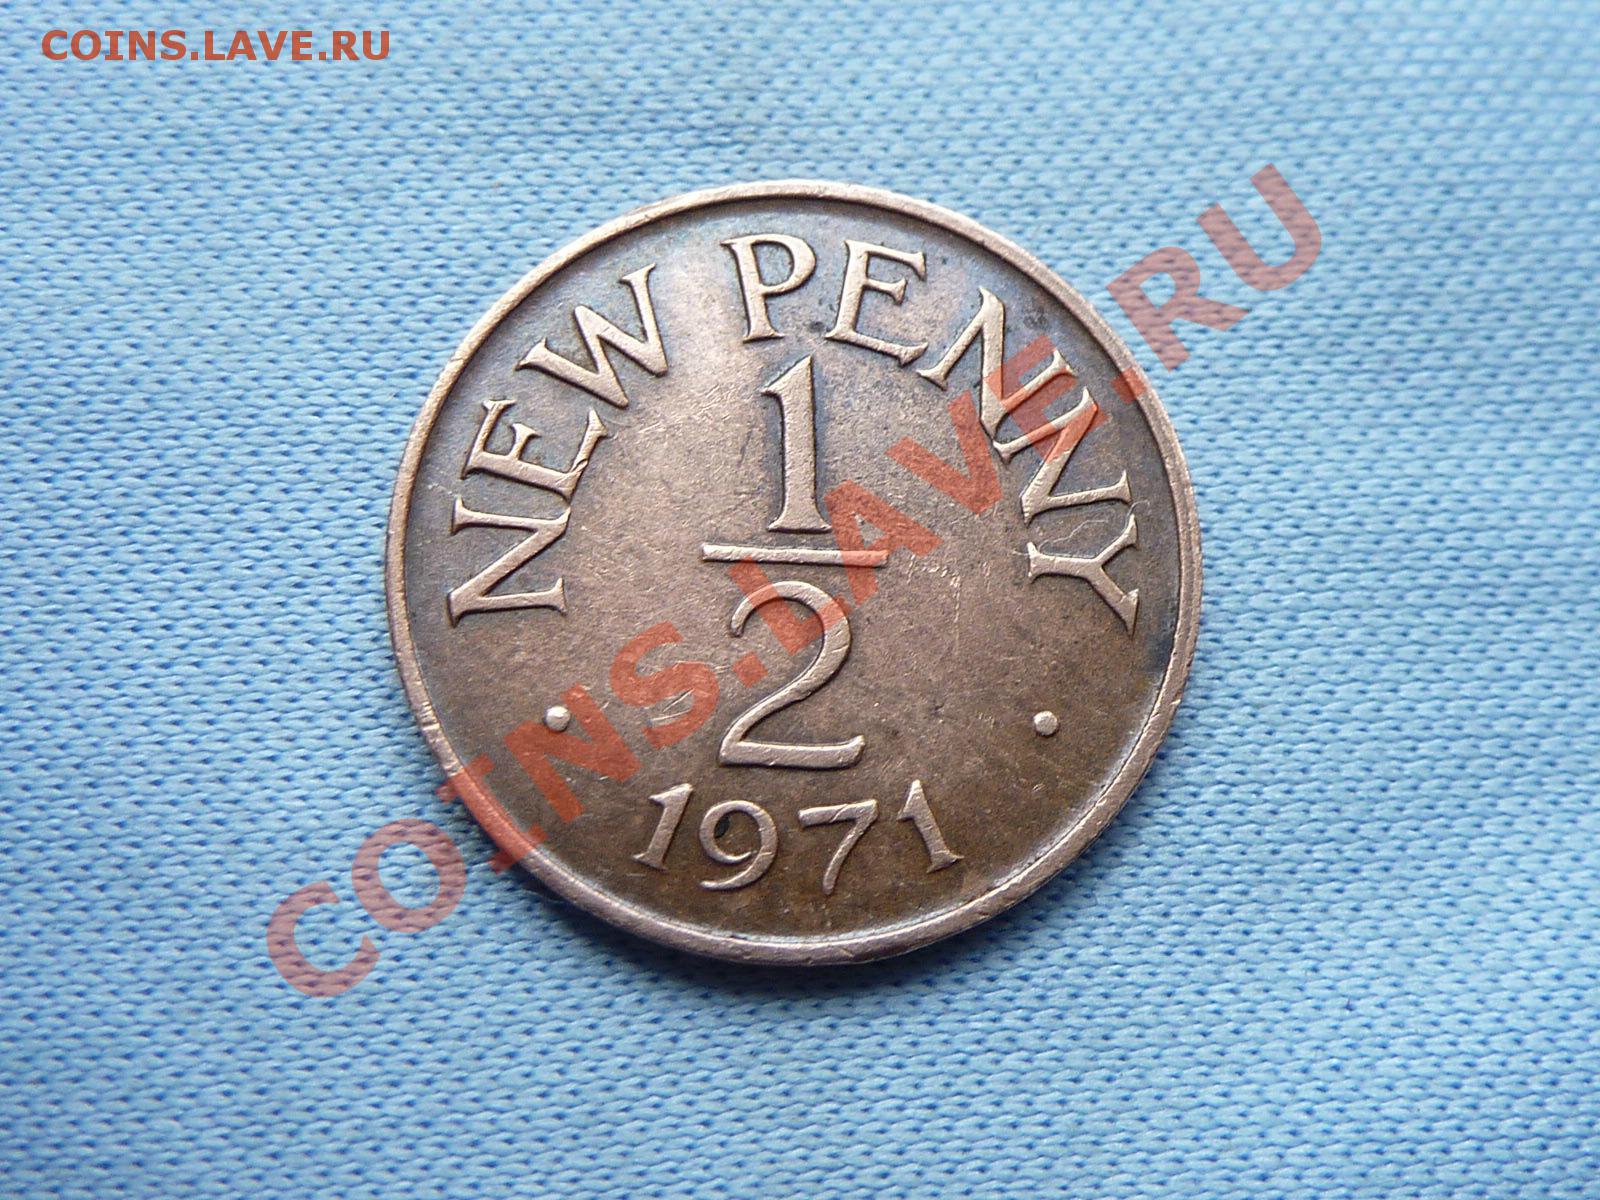 COINS.LAVE.RU
NEW PENNY
1
2
1971
COINS.LAVE.RU